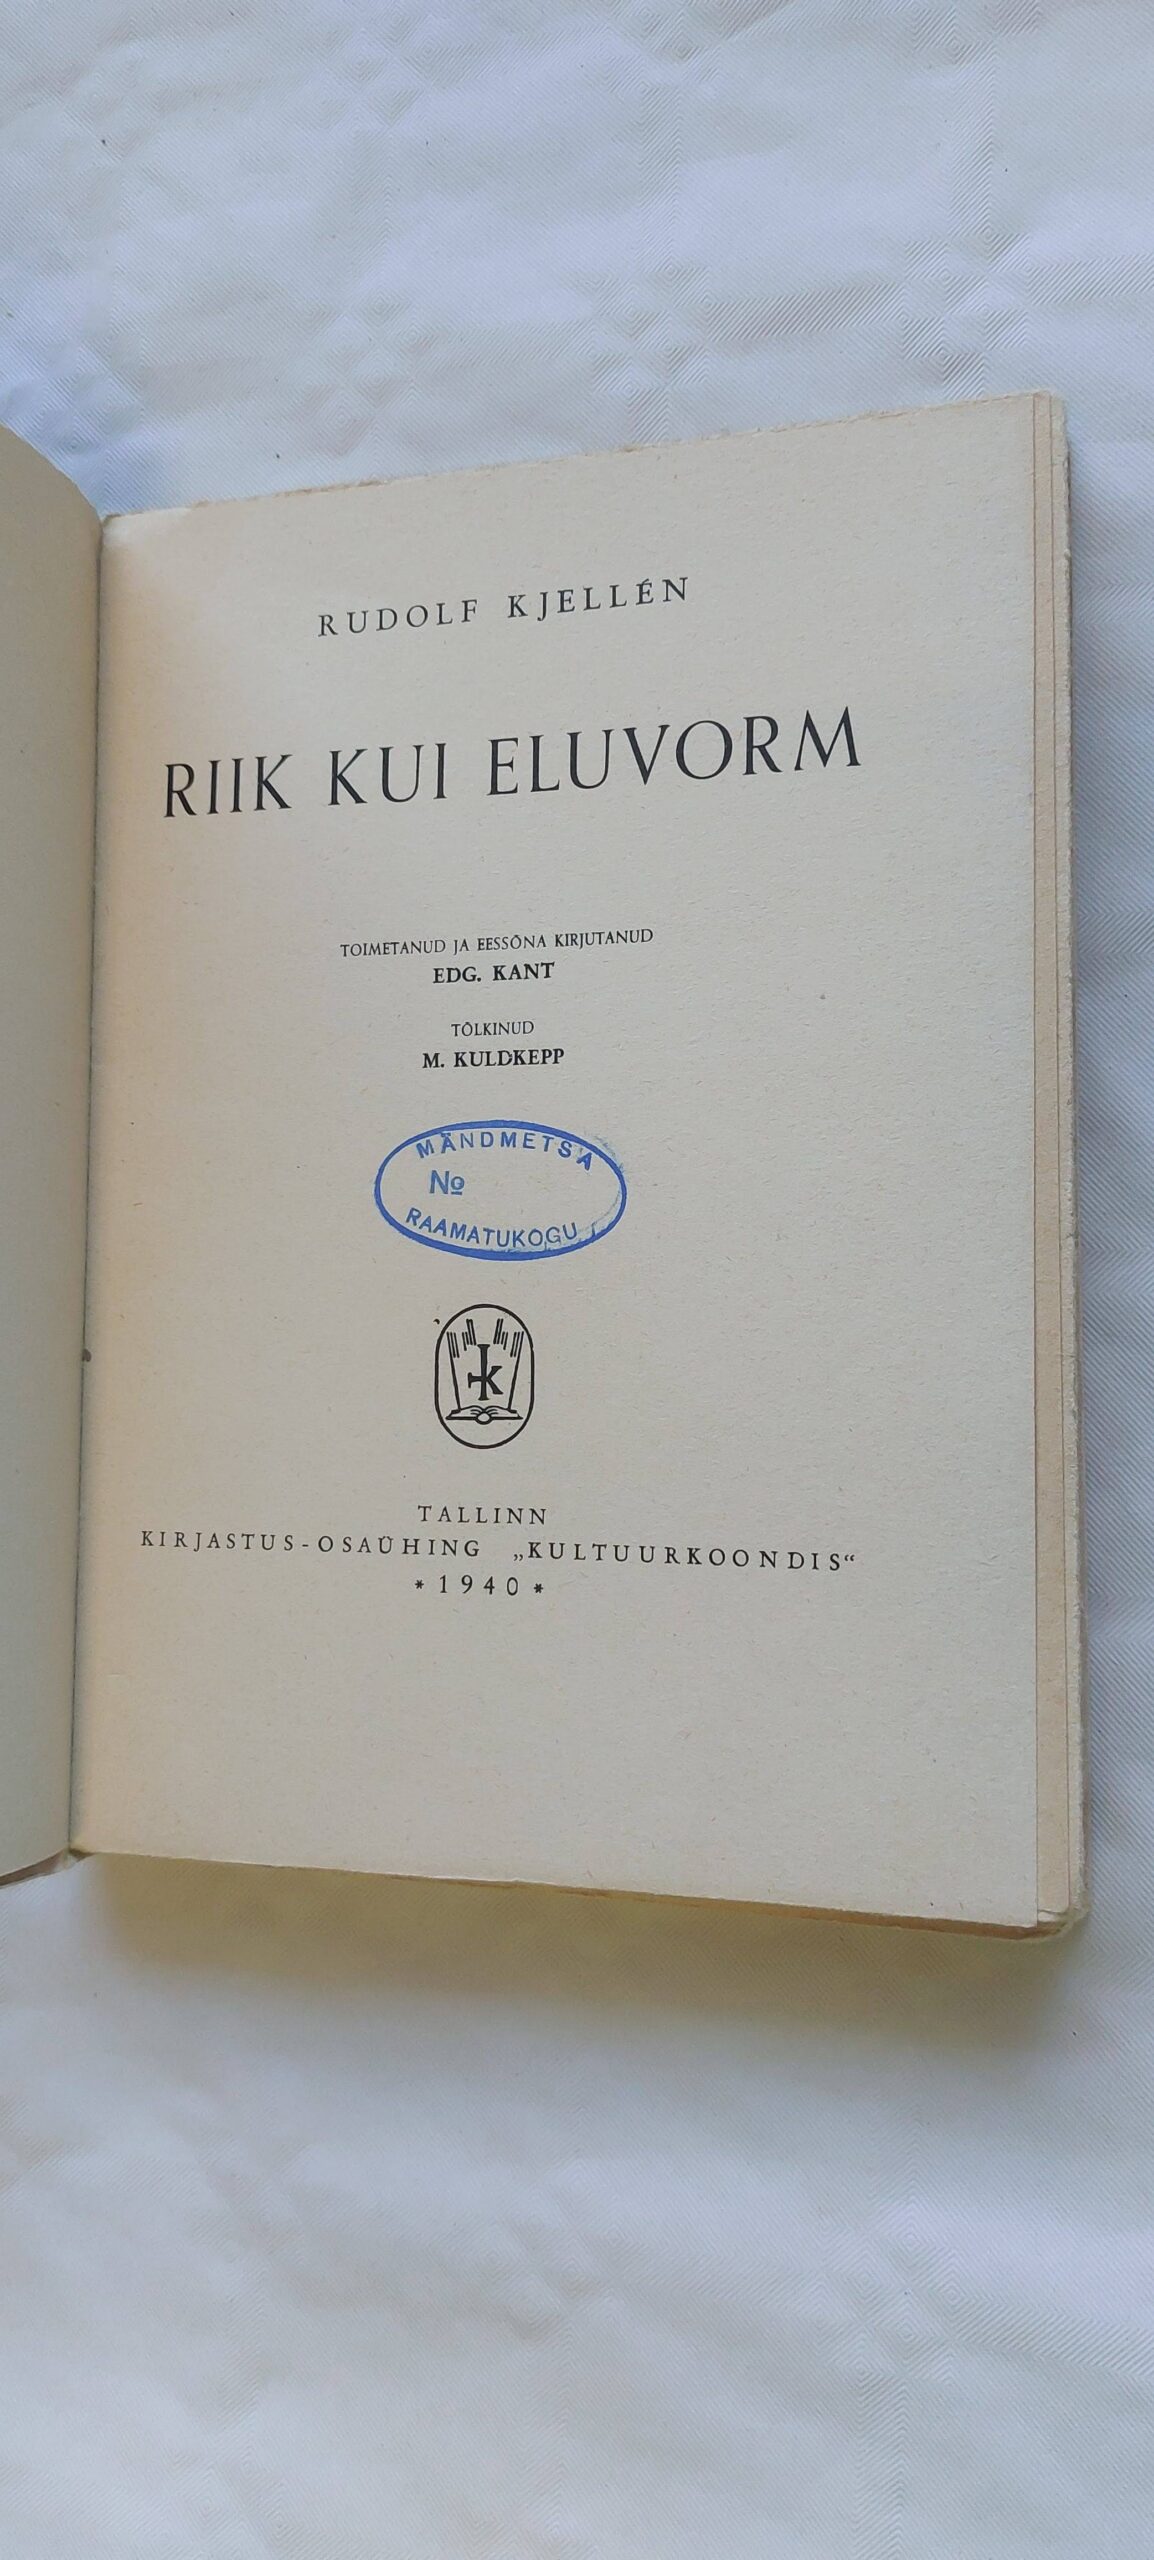 RUDOLF KJELLÉN
RIIK KUI ELUVORM
TOIMETANUD JA EESSÕNA KIRJUTANUD
EDG. KANT
TÕLKINUD
M. KULDKEPP
MÄNDMETSA
№
RAAMATUKOGU
KK
TALLINN
KIRJASTUS-OSAÜHING „KULTUURKOONDIS“
* 1940 *